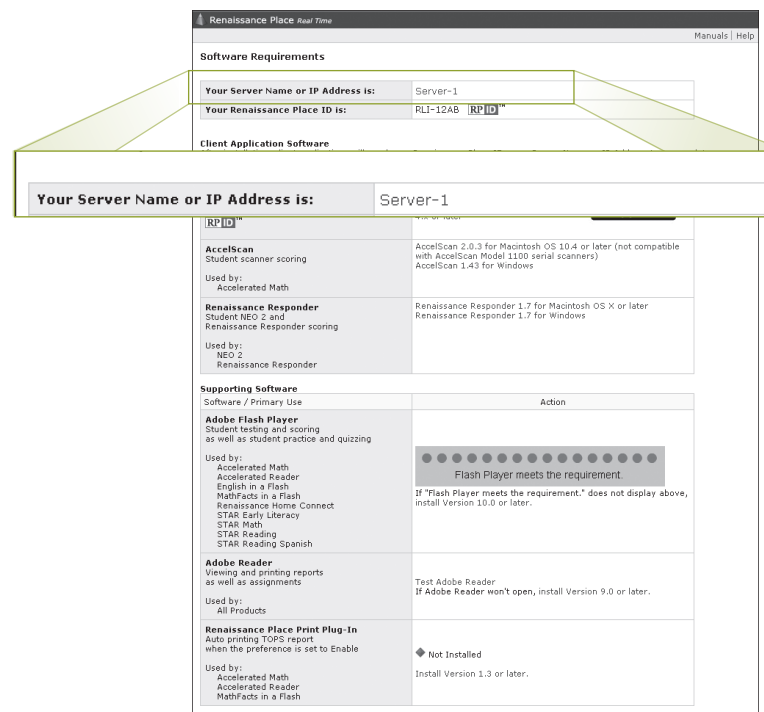 Renaissance Place Real Time
Manuals | Help
Software Requirements
Your Server Name or IP Address is: Server-1
Your Renaissance Place ID is: RLI-12AB RP ID™
Client Application Software
Your Server Name or IP Address is: Server-1
RP ID™
4.x or later
AccelScan
Student scanner scoring
Used by:
Accelerated Math
AccelScan 2.0.3 for Macintosh OS 10.4 or later (not compatible
with AccelScan Model 1100 serial scanners)
AccelScan 1.43 for Windows
Renaissance Responder
Student NEO 2 and
Renaissance Responder scoring
Used by:
NEO 2
Renaissance Responder
Renaissance Responder 1.7 for Macintosh OS X or later
Renaissance Responder 1.7 for Windows
Supporting Software
Software / Primary Use
Action
Adobe Flash Player
Student testing and scoring
as well as student practice and quizzing
Used by:
Accelerated Math
Accelerated Reader
English in a Flash
MathFacts in a Flash
Renaissance Home Connect
STAR Early Literacy
STAR Math
STAR Reading
STAR Reading Spanish
Flash Player meets the requirement.
If "Flash Player meets the requirement." does not display above,
install Version 10.0 or later.
Adobe Reader
Viewing and printing reports
as well as assignments
Used by:
All Products
Test Adobe Reader
If Adobe Reader won't open, install Version 9.0 or later.
Renaissance Place Print Plug-In
Auto printing TOPS report
when the preference is set to Enable
Used by:
Accelerated Math
Accelerated Reader
MathFacts in a Flash
Not Installed
Install Version 1.3 or later.